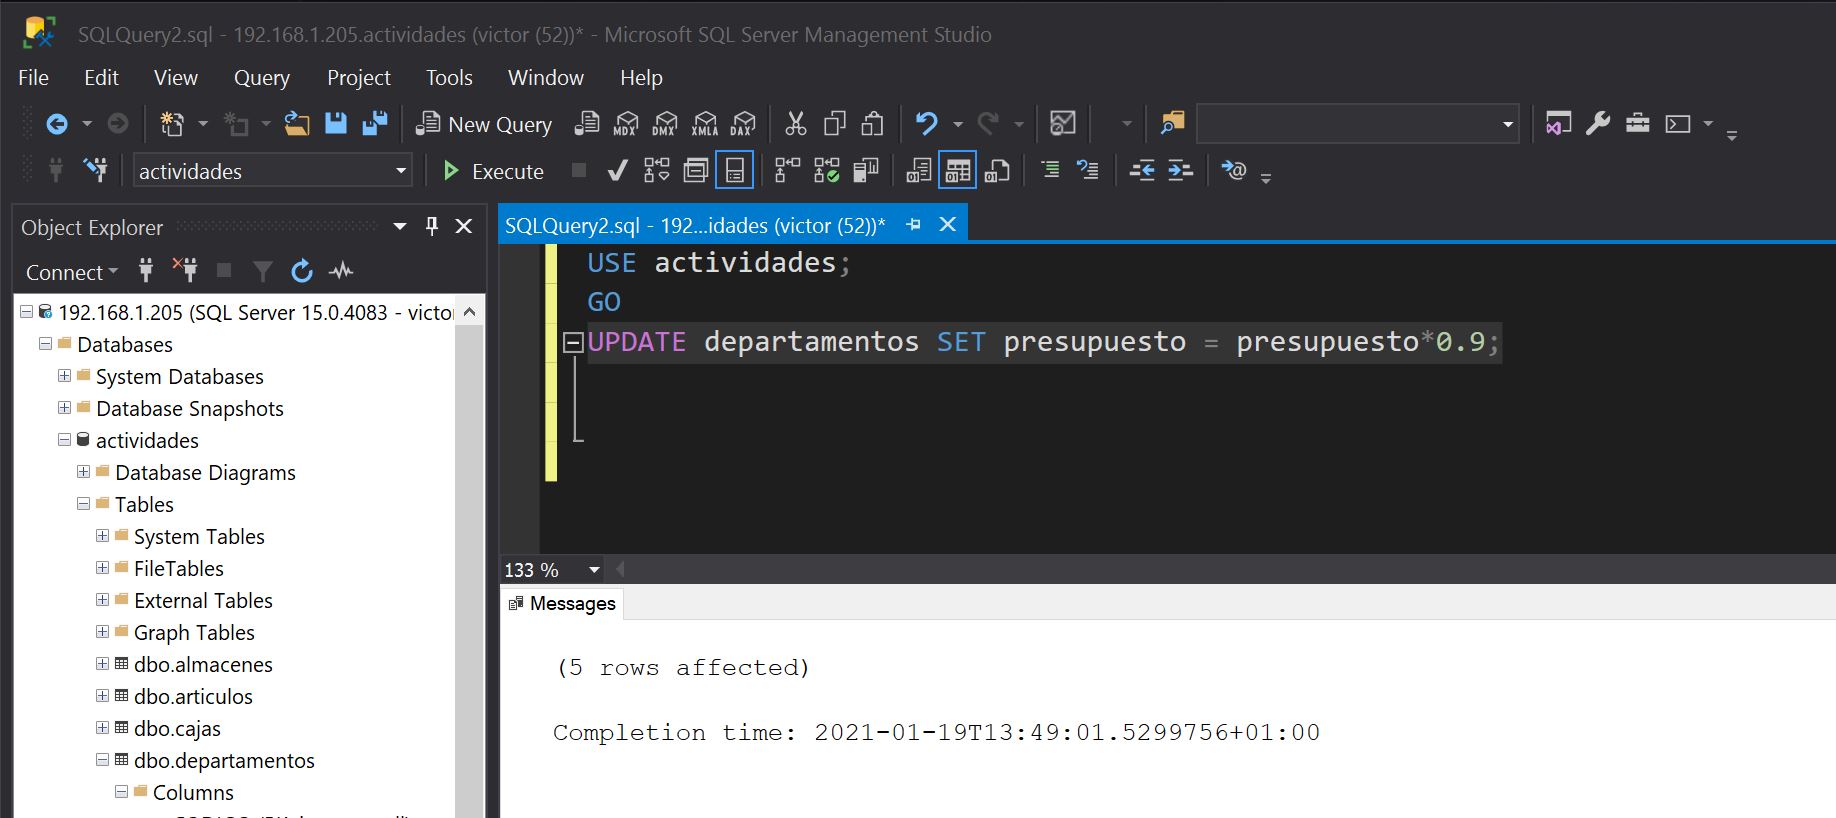 SQLQuery2.sql - 192.168.1.205.actividades (victor (52))* - Microsoft SQL Server Management Studio
File Edit View Query Project Tools Window Help
New Query MDX DMX XMLA DAX
actividades Execute
Object Explorer
Connect
192.168.1.205 (SQL Server 15.0.4083 - victo
Databases
System Databases
Database Snapshots
actividades
Database Diagrams
Tables
System Tables
FileTables
External Tables
Graph Tables
dbo.almacenes
dbo.articulos
dbo.cajas
dbo.departamentos
Columns
SQLQuery2.sql - 192...idades (victor (52))*
USE actividades;
GO
UPDATE departamentos SET presupuesto = presupuesto*0.9;
133 %
Messages
(5 rows affected)
Completion time: 2021-01-19T13:49:01.5299756+01:00